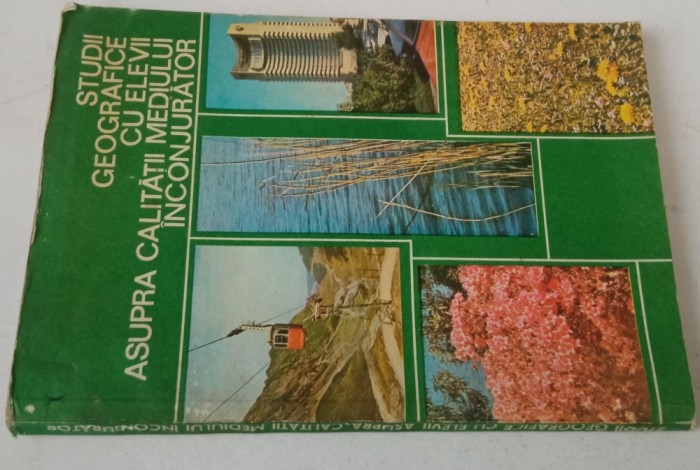 STUDII
GEOGRAFICE
CU ELEVII
ASUPRA CALITĂȚII MEDIULUI
ÎNCONJURĂTOR
STUDII GEOGRAFICE CU ELEVII ASUPRA CALITĂȚII MEDIULUI ÎNCONJURĂTOR